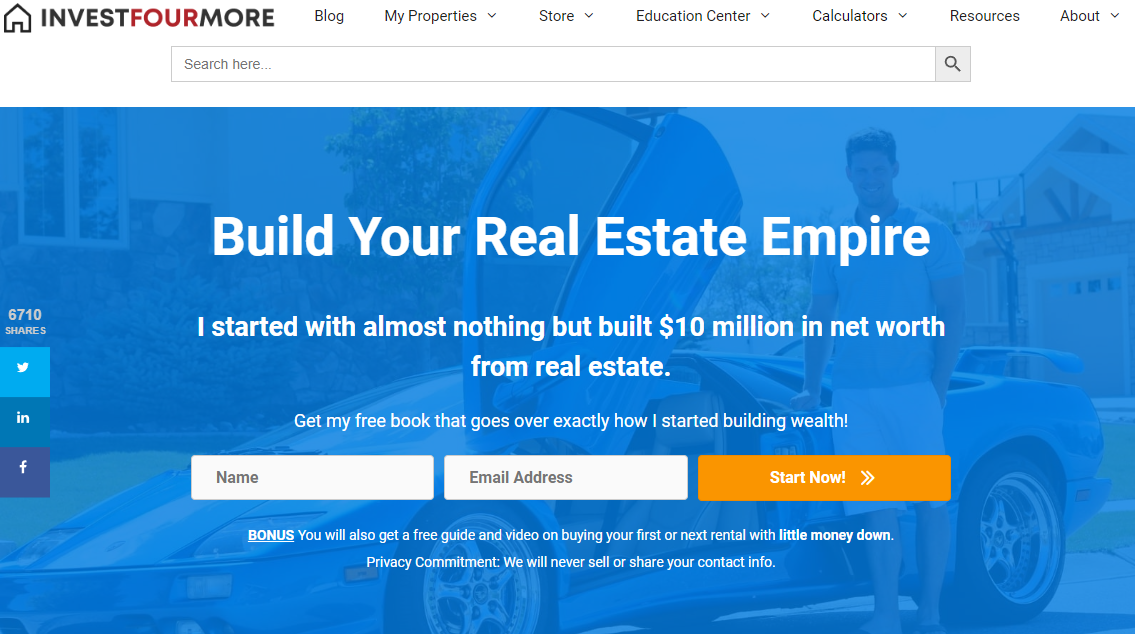 INVESTFOURMORE
Blog
My Properties
Store
Education Center
Calculators
Resources
About
Search here...
Build Your Real Estate Empire
I started with almost nothing but built $10 million in net worth
from real estate.
Get my free book that goes over exactly how I started building wealth!
Name
Email Address
Start Now!
BONUS You will also get a free guide and video on buying your first or next rental with little money down.
Privacy Commitment: We will never sell or share your contact info.
6710
SHARES
in
f